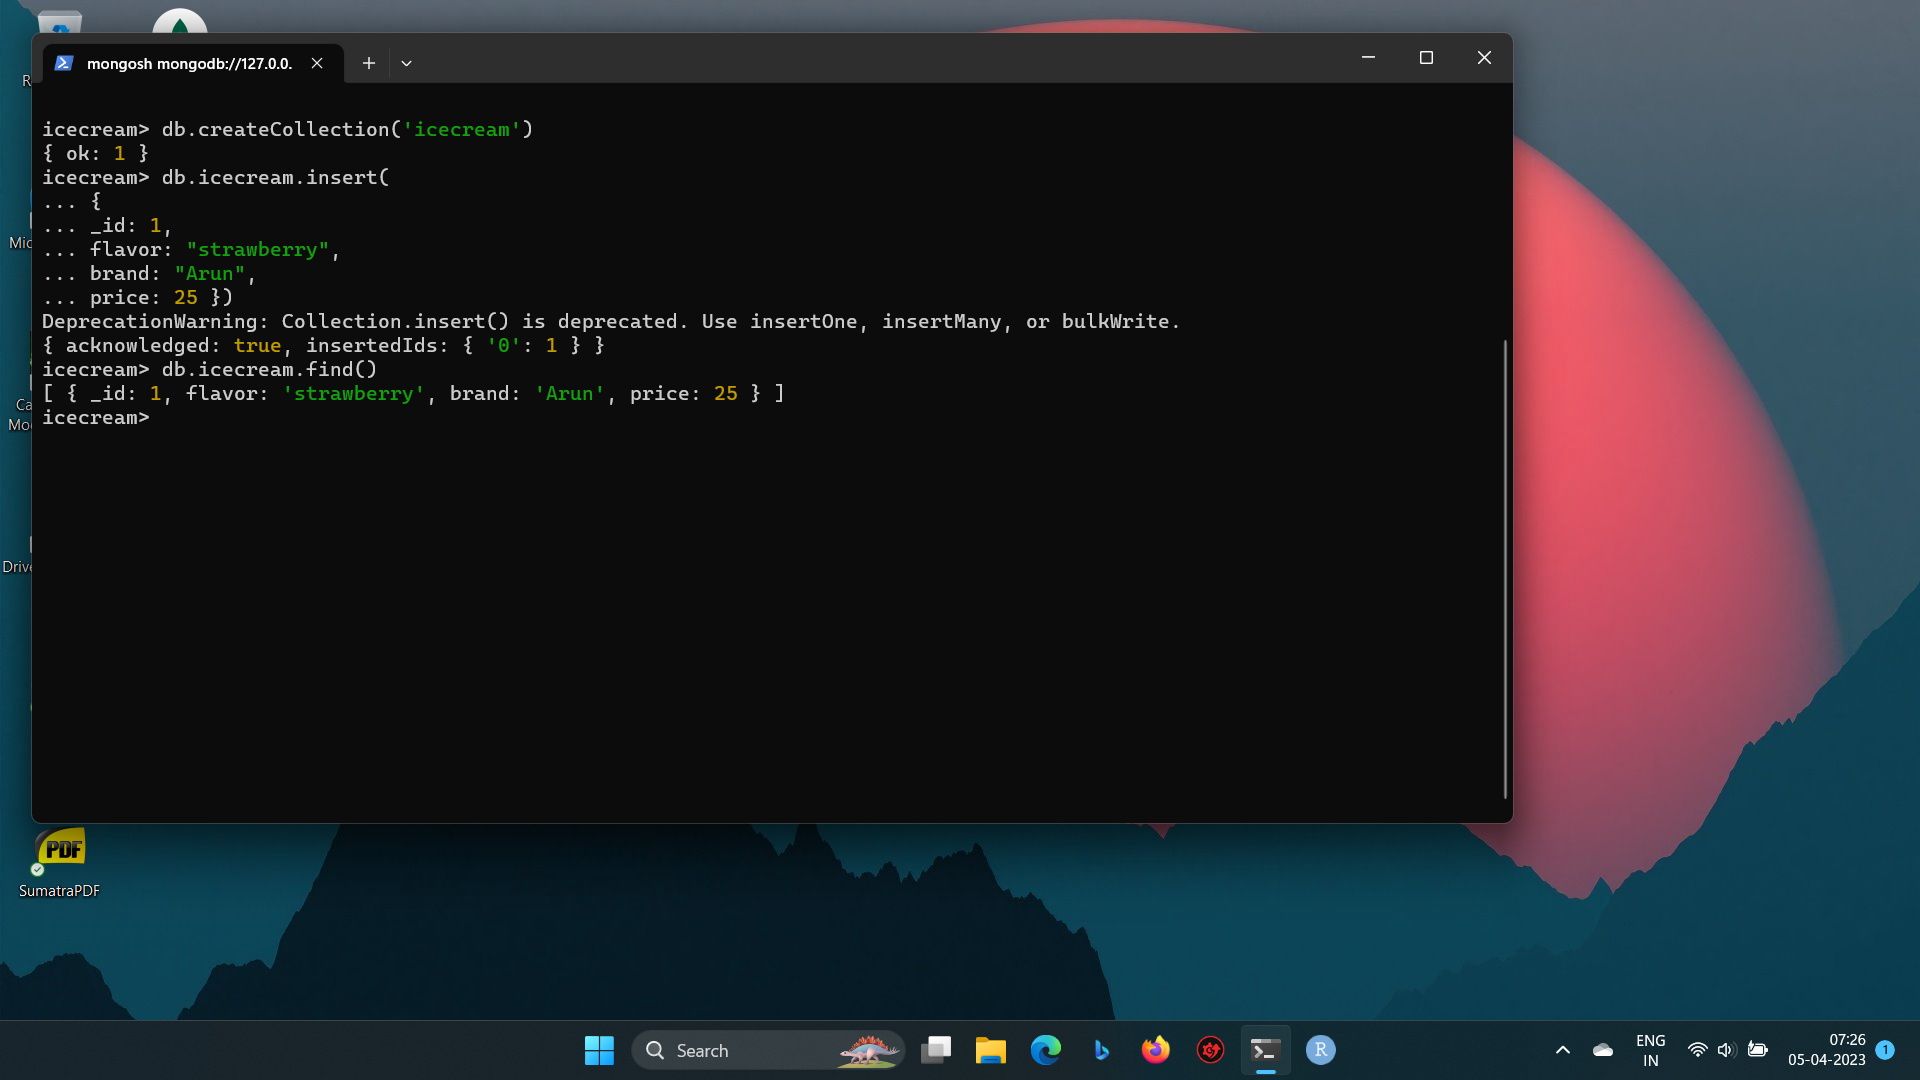 mongosh mongodb://127.0.0.
icecream> db.createCollection('icecream')
{ ok: 1 }
icecream> db.icecream.insert(
... {
... _id: 1,
... flavor: "strawberry",
... brand: "Arun",
... price: 25 })
DeprecationWarning: Collection.insert() is deprecated. Use insertOne, insertMany, or bulkWrite.
{ acknowledged: true, insertedIds: { '0': 1 } }
icecream> db.icecream.find()
[ { _id: 1, flavor: 'strawberry', brand: 'Arun', price: 25 } ]
icecream>
R
Mic
Ca
Mo
Drive
PDF
SumatraPDF
Search
R
ENG
IN
07:26
05-04-2023
1